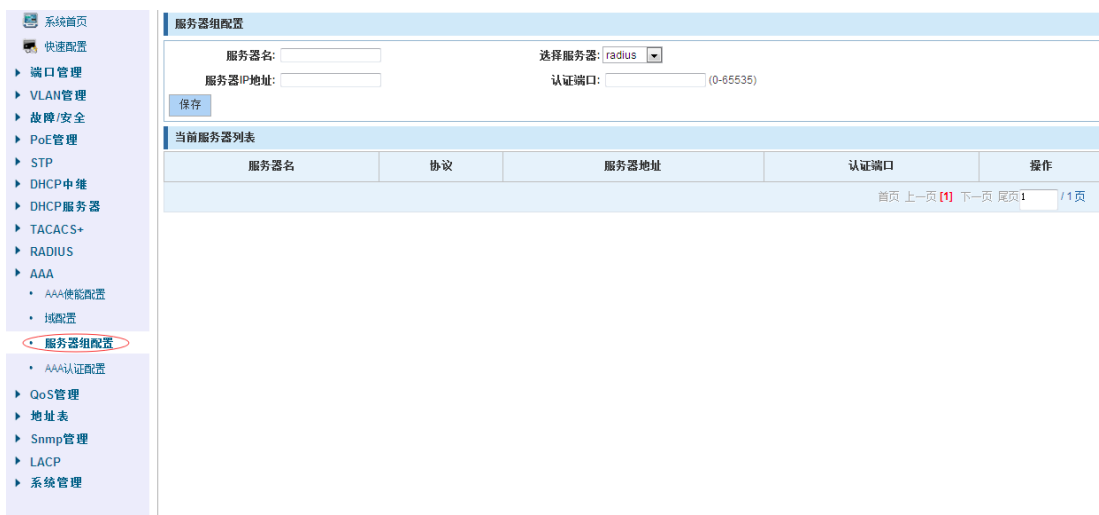 系统首页
快速配置
端口管理
VLAN管理
故障/安全
PoE管理
STP
DHCP中继
DHCP服务器
TACACS+
RADIUS
AAA
AAA使能配置
域配置
服务器组配置
AAA认证配置
QoS管理
地址表
Snmp管理
LACP
系统管理
服务器组配置
服务器名: 选择服务器: radius
服务器IP地址: 认证端口: (0-65535)
保存
当前服务器列表
服务器名 协议 服务器地址 认证端口 操作
首页 上一页 [1] 下一页 尾页 1 / 1 页